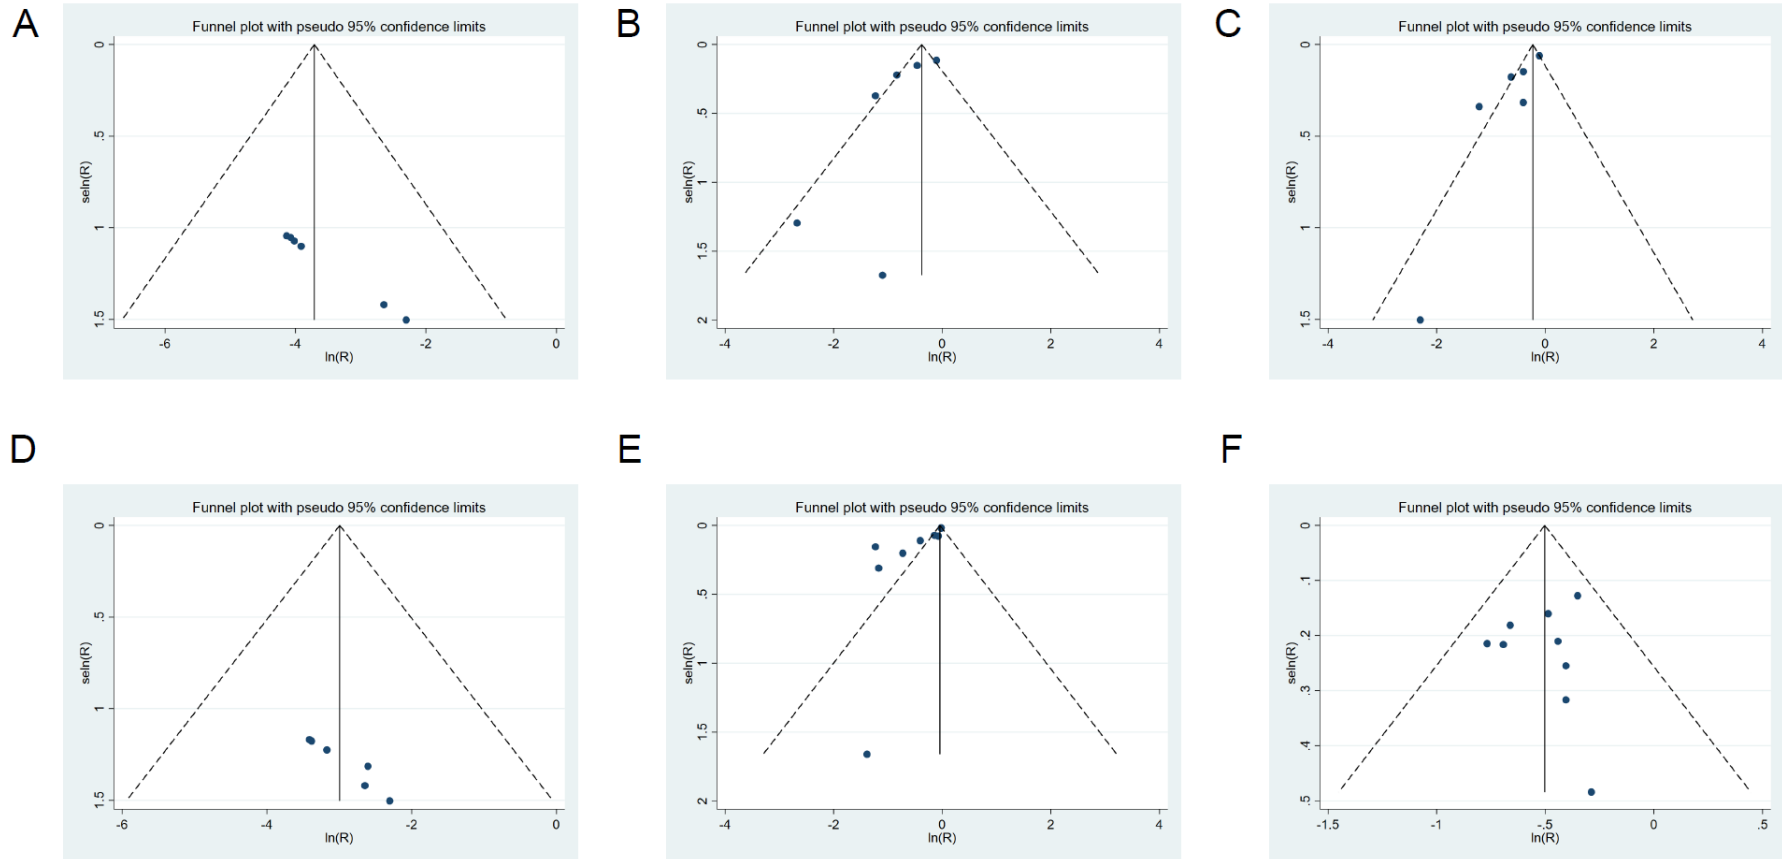 A
Funnel plot with pseudo 95% confidence limits
seln(R)
0
.5
1
1.5
-6
-4
-2
0
ln(R)
B
Funnel plot with pseudo 95% confidence limits
seln(R)
0
.5
1
1.5
2
-4
-2
0
2
4
ln(R)
C
Funnel plot with pseudo 95% confidence limits
seln(R)
0
.5
1
1.5
-4
-2
0
2
4
ln(R)
D
Funnel plot with pseudo 95% confidence limits
seln(R)
0
.5
1
1.5
-6
-4
-2
0
ln(R)
E
Funnel plot with pseudo 95% confidence limits
seln(R)
0
.5
1
1.5
2
-4
-2
0
2
4
ln(R)
F
Funnel plot with pseudo 95% confidence limits
seln(R)
0
.1
.2
.3
.4
.5
-1.5
-1
-.5
0
.5
ln(R)